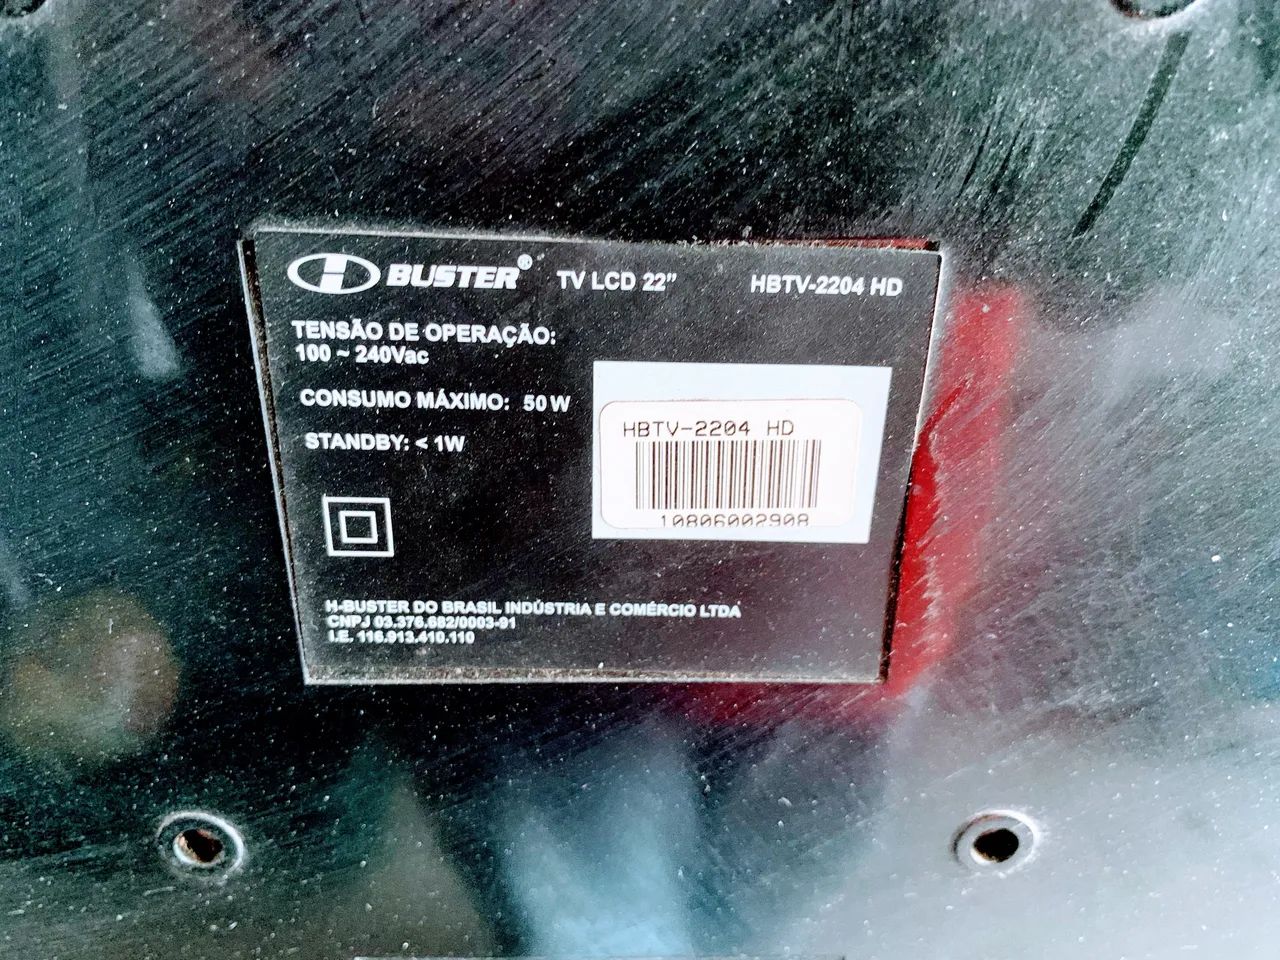 H BUSTER® TV LCD 22" HBTV-2204 HD
TENSÃO DE OPERAÇÃO:
100 ~ 240Vac
CONSUMO MÁXIMO: 50 W
STANDBY: < 1W
HBTV-2204 HD
10806002908
H-BUSTER DO BRASIL INDÚSTRIA E COMÉRCIO LTDA
CNPJ 03.376.682/0003-91
I.E. 116.913.410.110